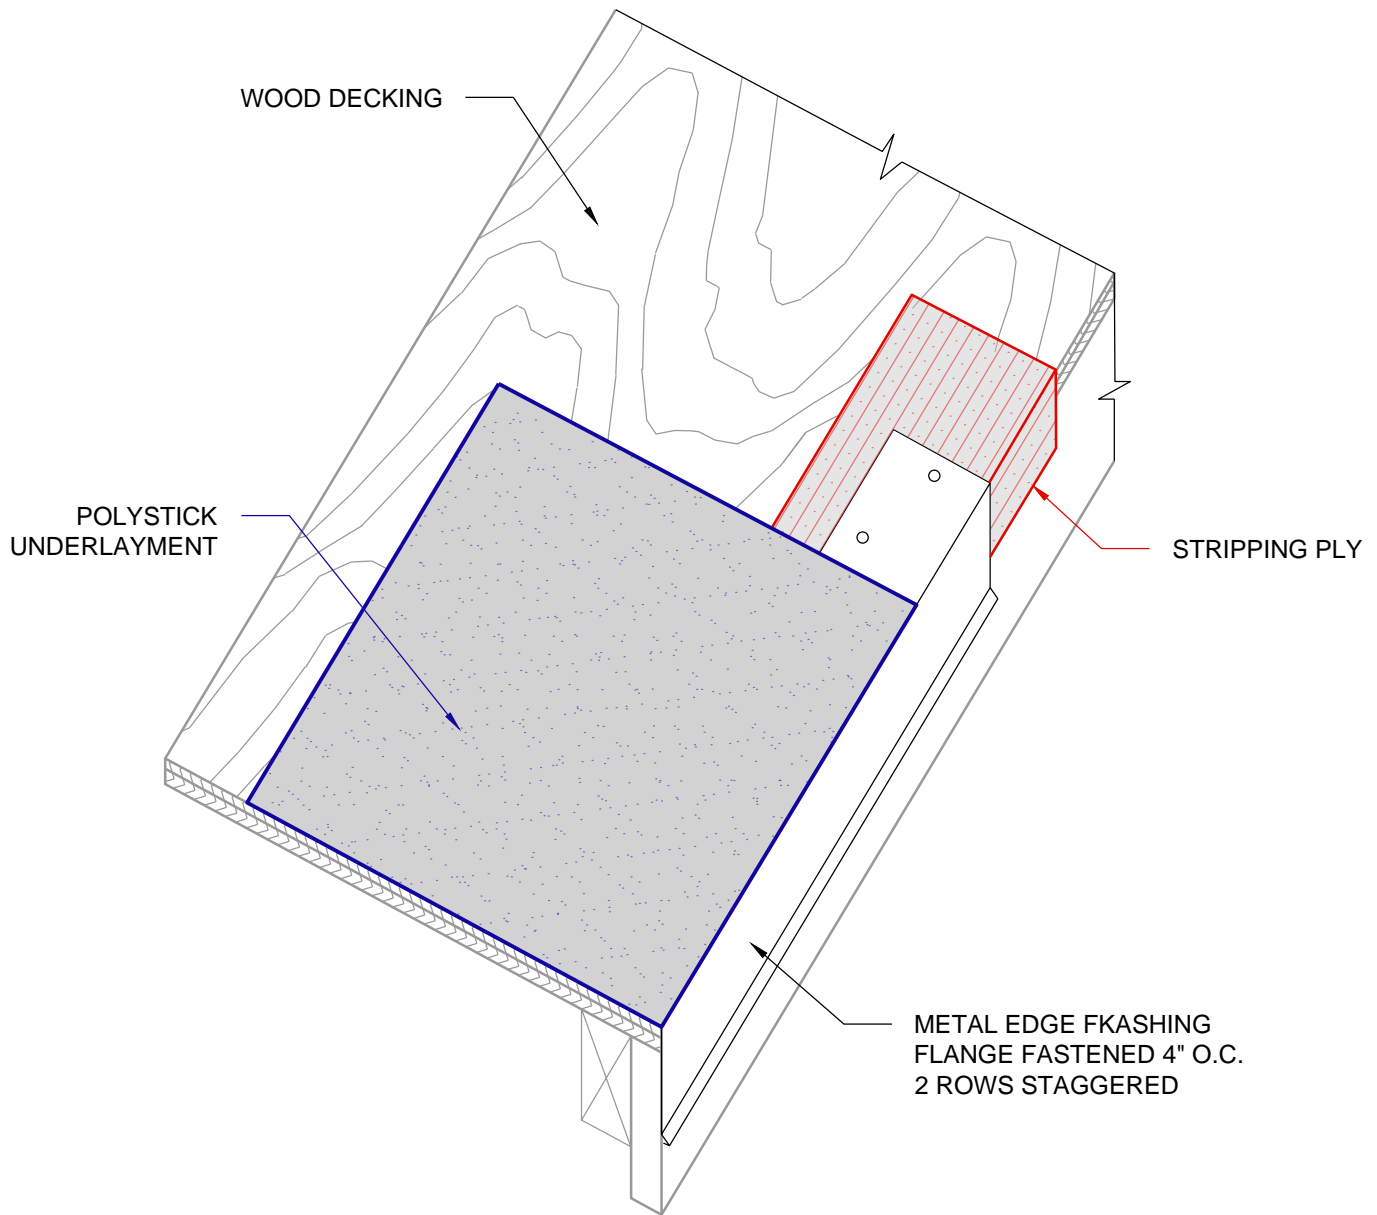 WOOD DECKING
POLYSTICK
UNDERLAYMENT
STRIPPING PLY
METAL EDGE FKASHING
FLANGE FASTENED 4" O.C.
2 ROWS STAGGERED